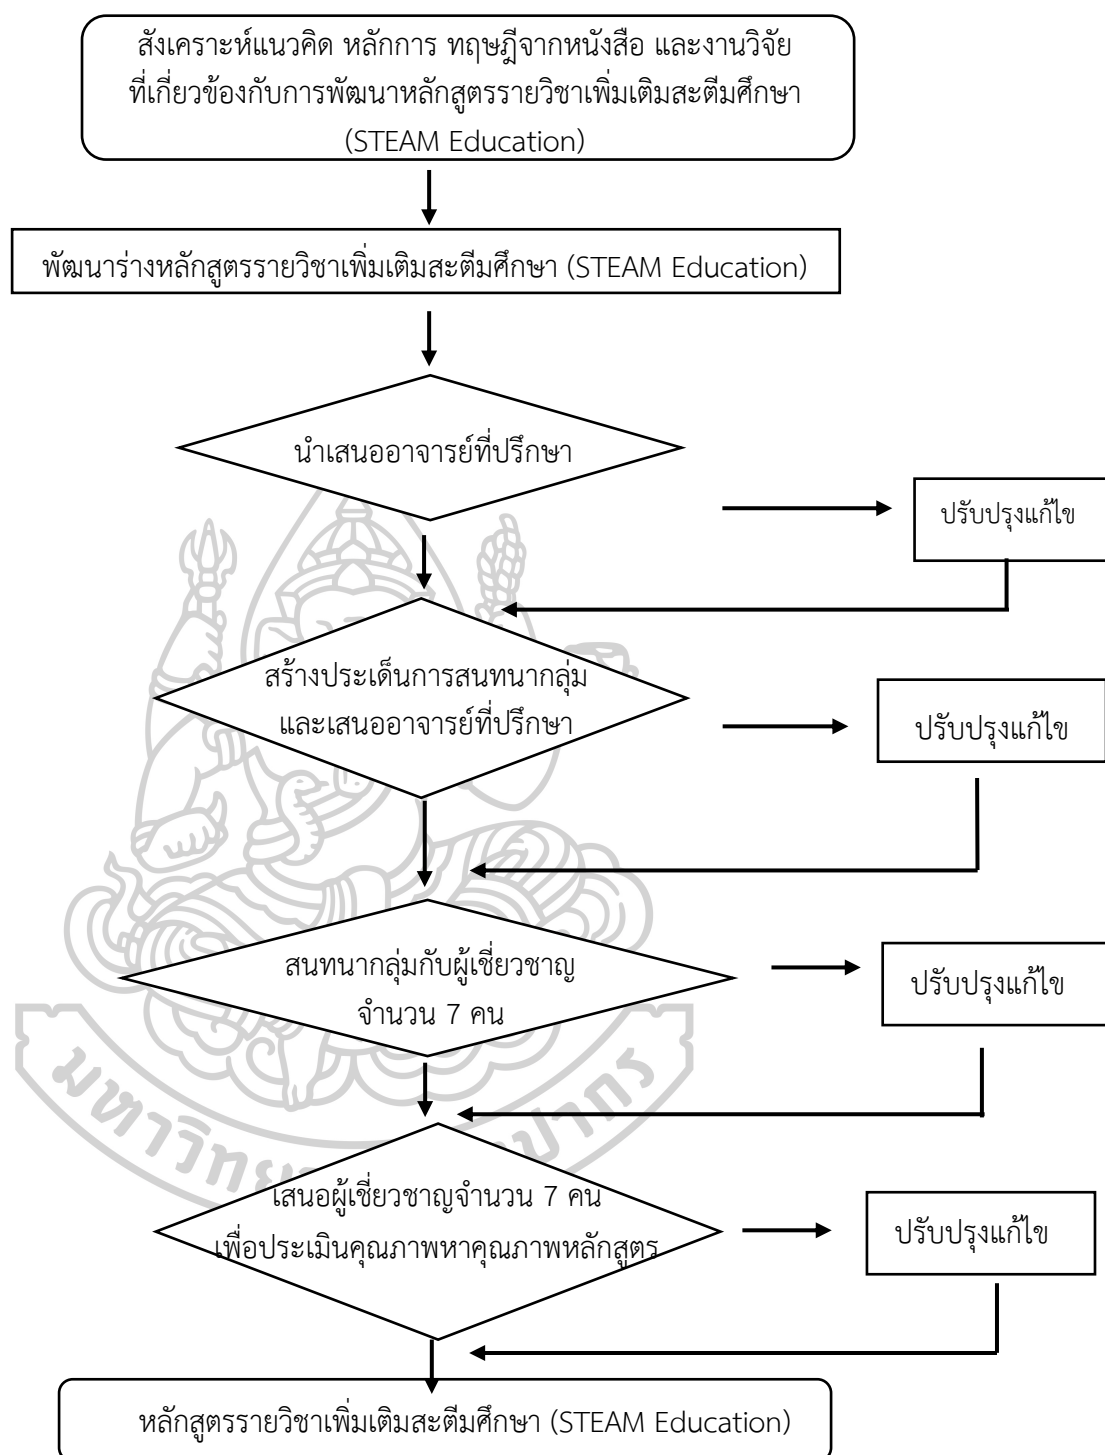 สังเคราะห์แนวคิด หลักการ ทฤษฎีจากหนังสือ และงานวิจัย
ที่เกี่ยวข้องกับการพัฒนาหลักสูตรรายวิชาเพิ่มเติมสะตีมศึกษา
(STEAM Education)
พัฒนาร่างหลักสูตรรายวิชาเพิ่มเติมสะตีมศึกษา (STEAM Education)
นำเสนออาจารย์ที่ปรึกษา
ปรับปรุงแก้ไข
สร้างประเด็นการสนทนากลุ่ม
และเสนออาจารย์ที่ปรึกษา
ปรับปรุงแก้ไข
สนทนากลุ่มกับผู้เชี่ยวชาญ
จำนวน 7 คน
ปรับปรุงแก้ไข
เสนอผู้เชี่ยวชาญจำนวน 7 คน
เพื่อประเมินคุณภาพหาคุณภาพหลักสูตร
ปรับปรุงแก้ไข
หลักสูตรรายวิชาเพิ่มเติมสะตีมศึกษา (STEAM Education)